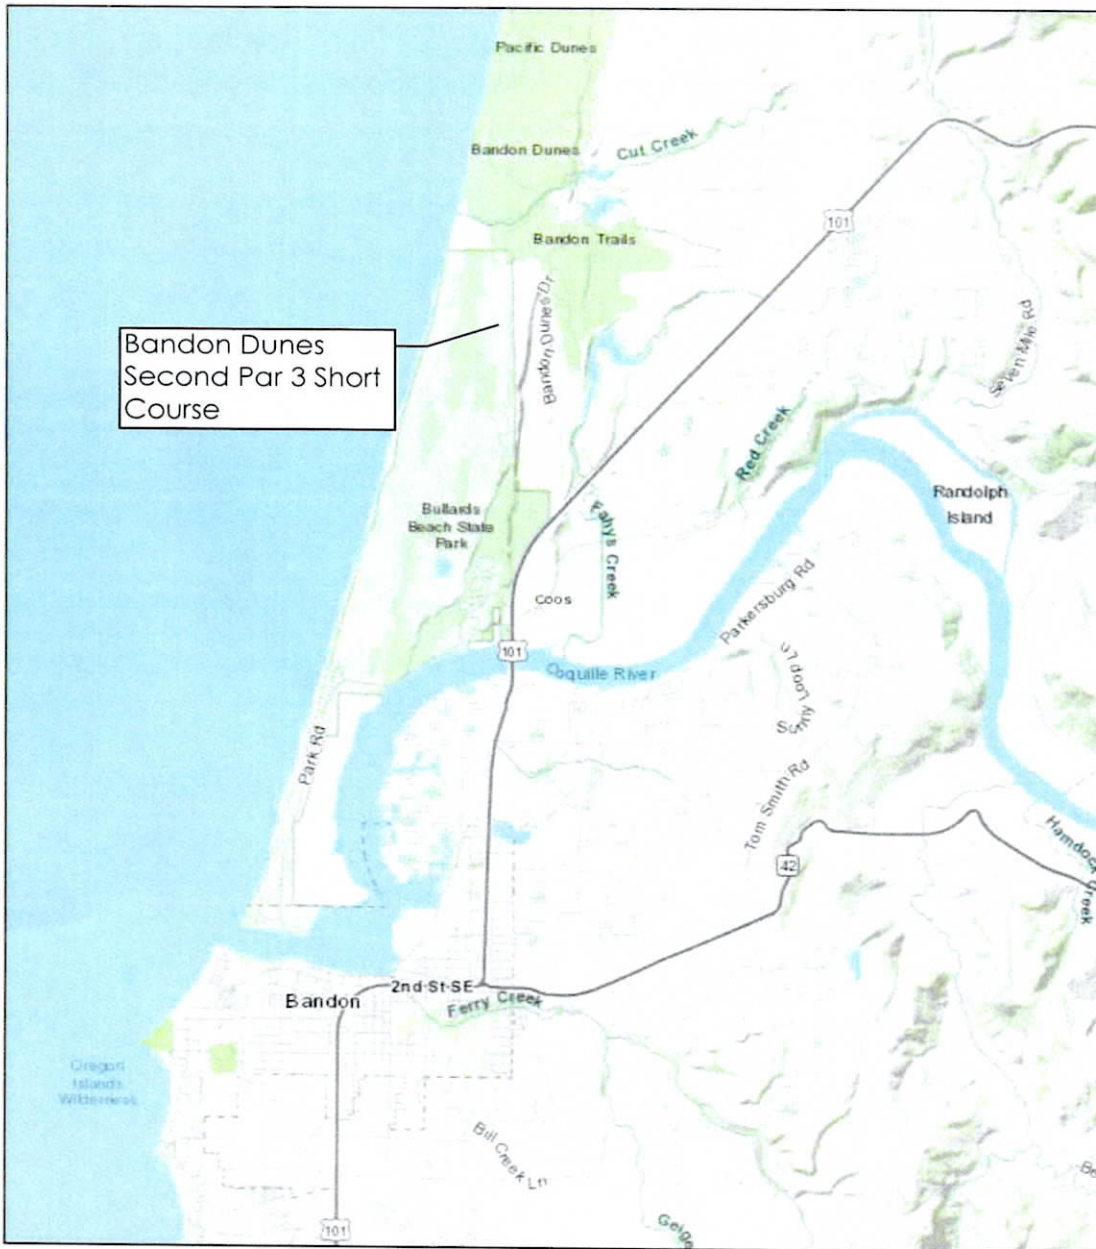 Pacific Dunes
Bandon Dunes
Cut Creek
101
Bandon Trails
Bandon Dunes Dr
Bandon Dunes
Second Par 3 Short
Course
Seven Mile Rd
Red Creek
Randolph
Island
Bullards
Beach State
Park
Fahys Creek
Coos
Parkersburg Rd
101
Coquille River
Sunny Loop Ln
Park Rd
Tom Smith Rd
42
Hamdock Creek
2nd St SE
Bandon
Ferry Creek
Oregon
Islands
Wilderness
Bill Creek Ln
101
Geige